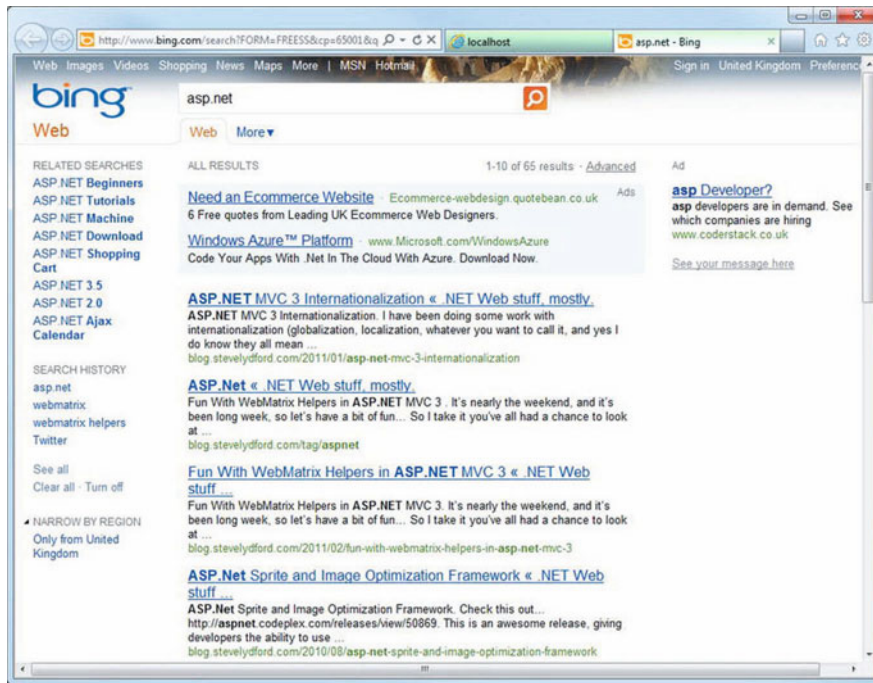 http://www.bing.com/search?FORM=FREESS&cp=65001&q
localhost
asp.net - Bing
Web Images Videos Shopping News Maps More | MSN Hotmail
Sign in United Kingdom Preferenc
bing
asp.net
Web
Web More
RELATED SEARCHES
ASP.NET Beginners
ASP.NET Tutorials
ASP.NET Machine
ASP.NET Download
ASP.NET Shopping
Cart
ASP.NET 3.5
ASP.NET 2.0
ASP.NET Ajax
Calendar
SEARCH HISTORY
asp.net
webmatrix
webmatrix helpers
Twitter
See all
Clear all · Turn off
NARROW BY REGION
Only from United
Kingdom
ALL RESULTS
1-10 of 65 results · Advanced
Need an Ecommerce Website · Ecommerce-webdesign.quotebean.co.uk
Ads
6 Free quotes from Leading UK Ecommerce Web Designers.
Windows Azure™ Platform · www.Microsoft.com/WindowsAzure
Code Your Apps With .Net In The Cloud With Azure. Download Now.
ASP.NET MVC 3 Internationalization « .NET Web stuff, mostly.
ASP.NET MVC 3 Internationalization. I have been doing some work with
internationalization (globalization, localization, whatever you want to call it, and yes I
do know they all mean ...
blog.stevelydford.com/2011/01/asp-net-mvc-3-internationalization
ASP.Net « .NET Web stuff, mostly.
Fun With WebMatrix Helpers in ASP.NET MVC 3 . It's nearly the weekend, and it's
been long week, so let's have a bit of fun... So I take it you've all had a chance to look
at ...
blog.stevelydford.com/tag/aspnet
Fun With WebMatrix Helpers in ASP.NET MVC 3 « .NET Web
stuff ...
Fun With WebMatrix Helpers in ASP.NET MVC 3. It's nearly the weekend, and it's
been long week, so let's have a bit of fun... So I take it you've all had a chance to look
at ...
blog.stevelydford.com/2011/02/fun-with-webmatrix-helpers-in-asp-net-mvc-3
ASP.Net Sprite and Image Optimization Framework « .NET Web
stuff ...
ASP.Net Sprite and Image Optimization Framework. Check this out...
http://aspnet.codeplex.com/releases/view/50869. This is an awesome release, giving
developers the ability to use ...
blog.stevelydford.com/2010/08/asp-net-sprite-and-image-optimization-framework
Ad
asp Developer?
asp developers are in demand. See
which companies are hiring
www.coderstack.co.uk
See your message here